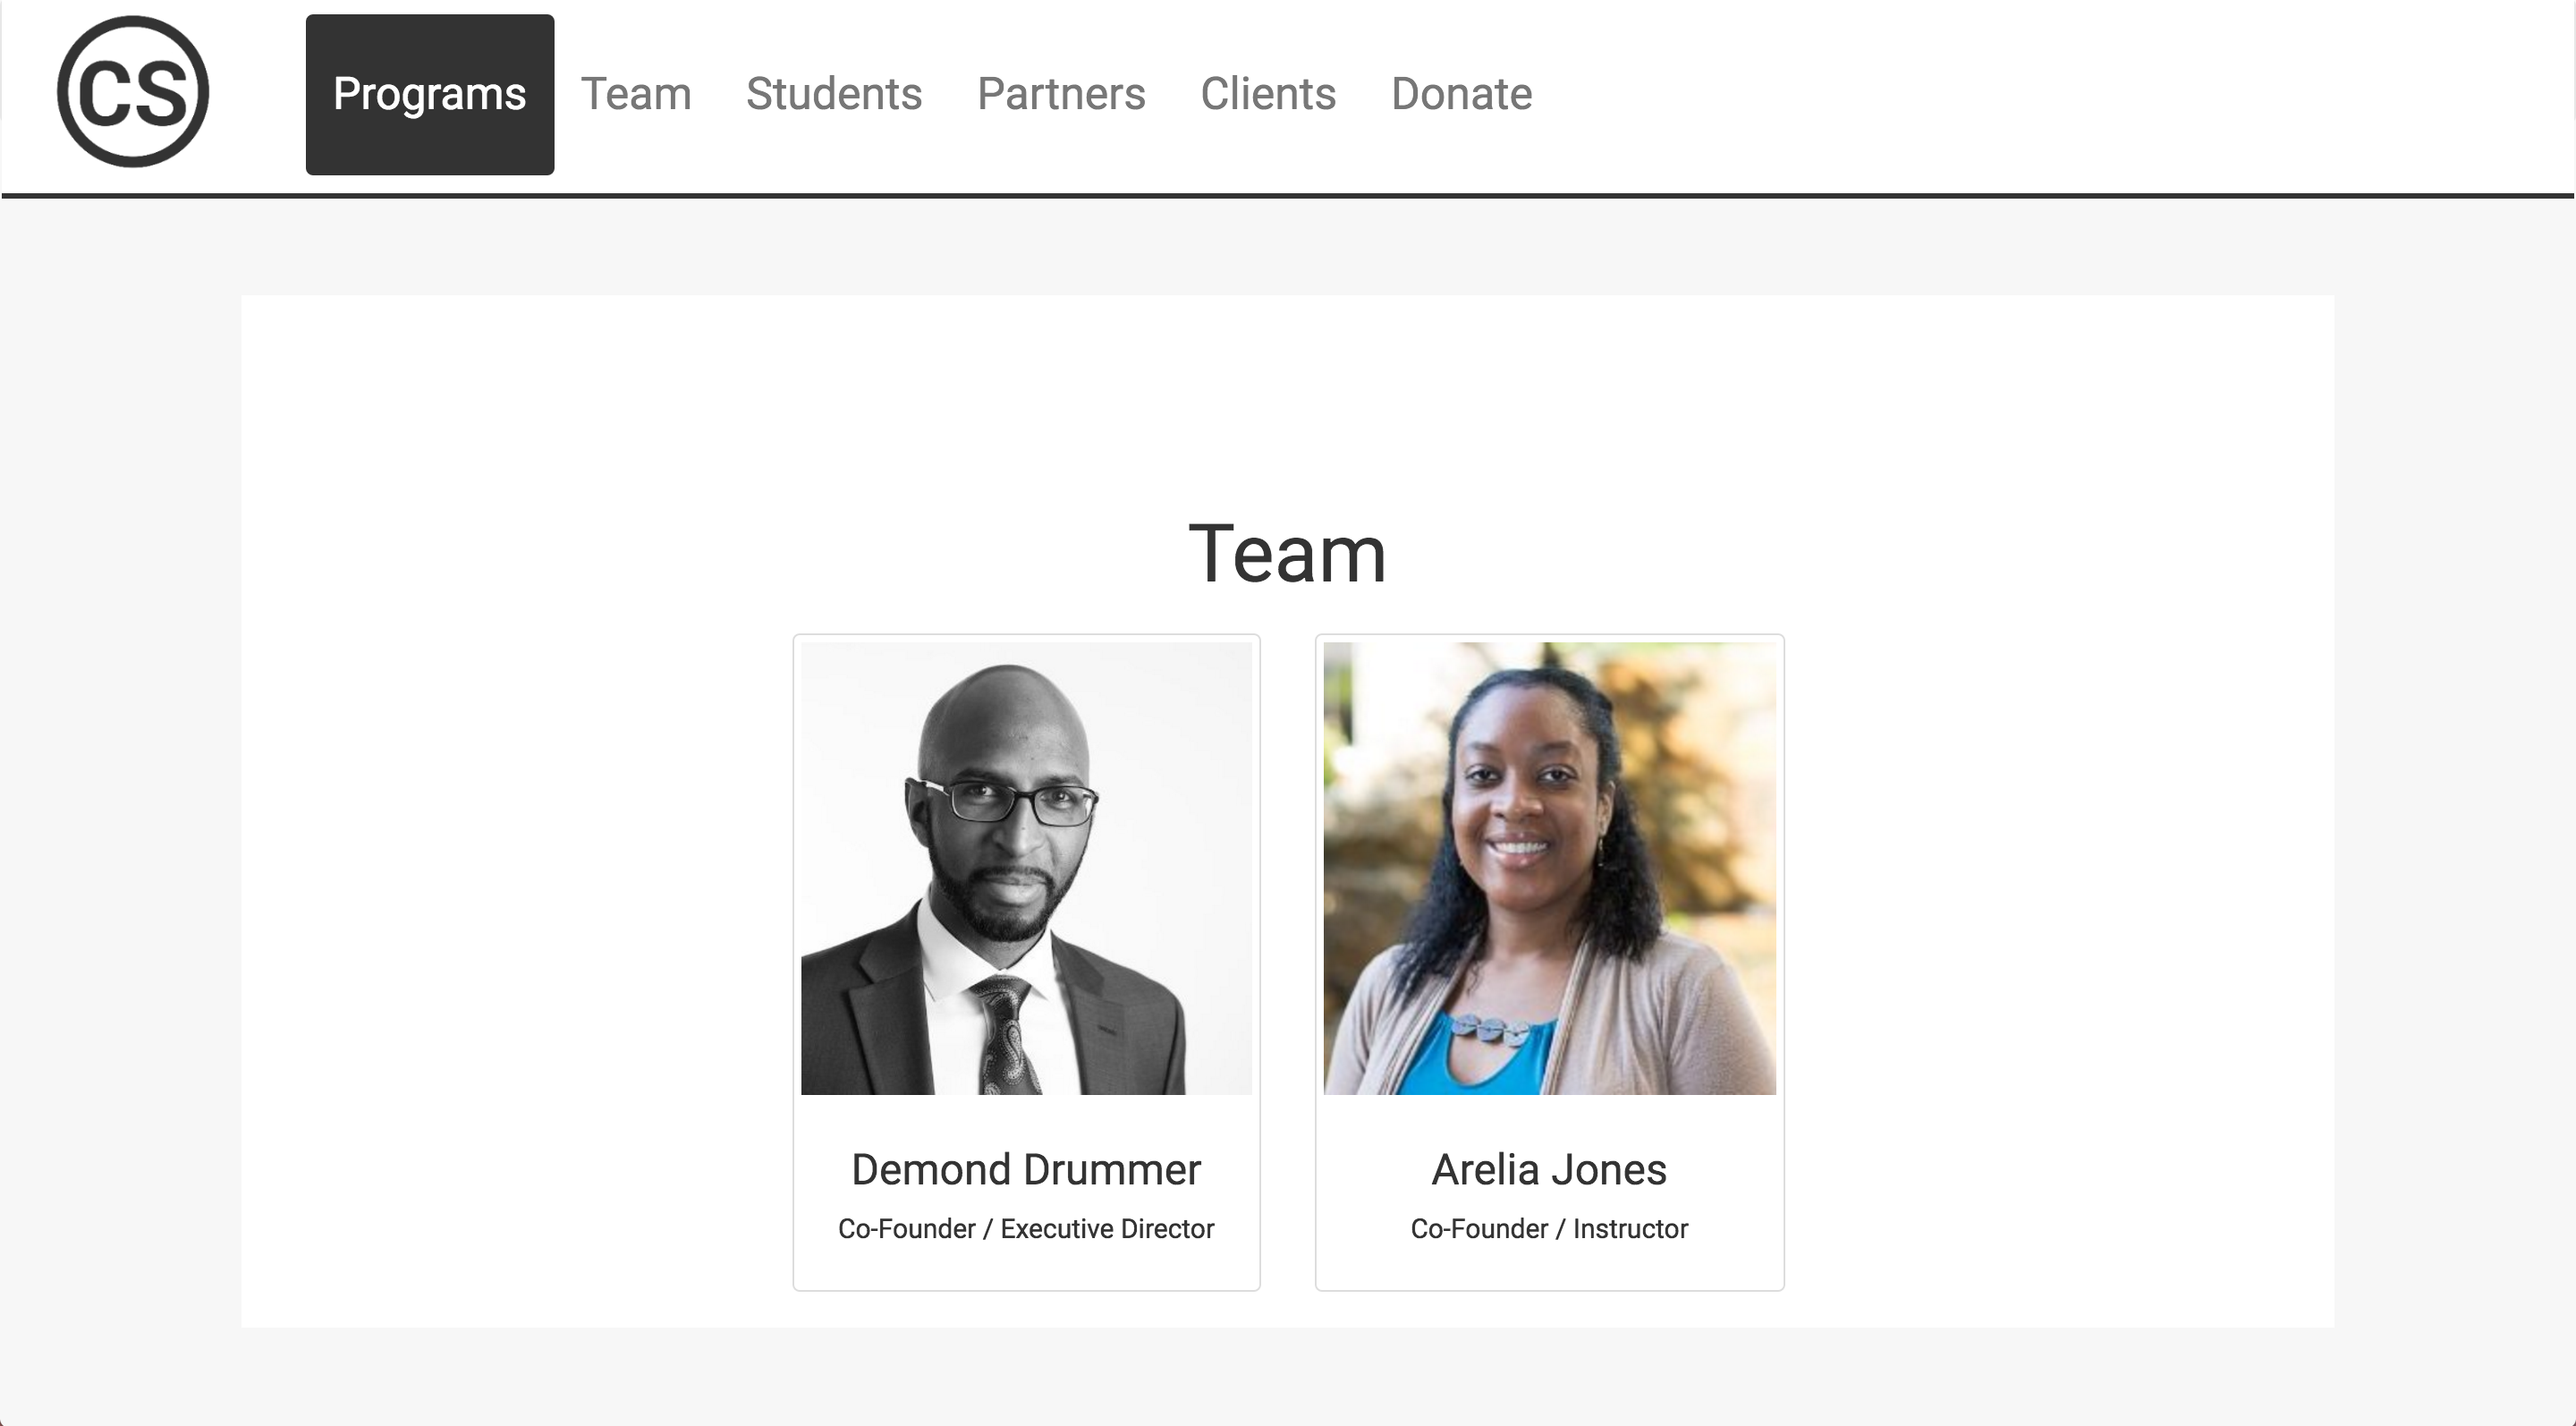 CS
Programs Team Students Partners Clients Donate
Team
Demond Drummer
Co-Founder / Executive Director
Arelia Jones
Co-Founder / Instructor